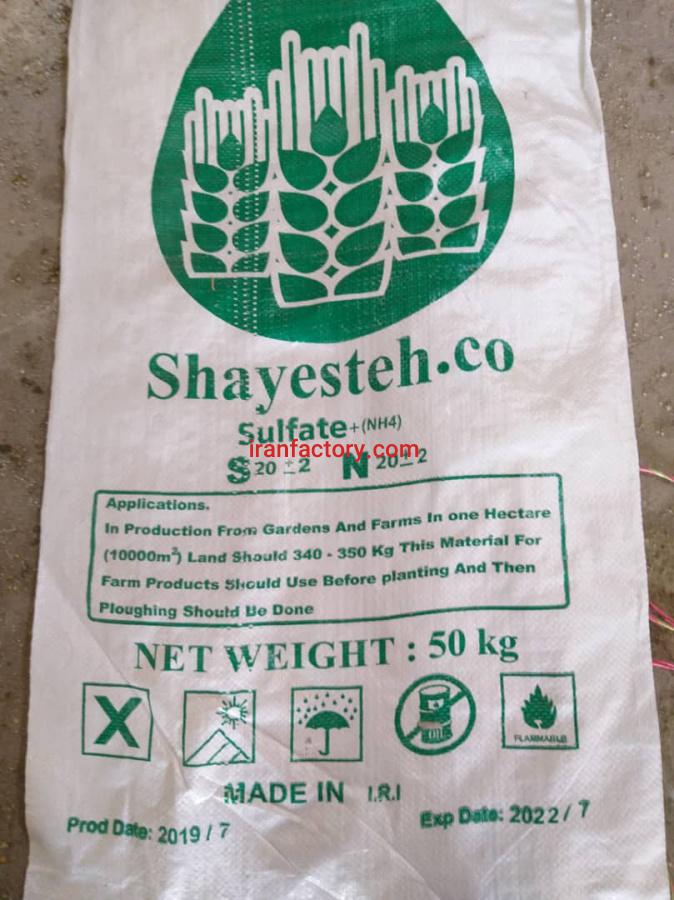 Shayesteh.co
Sulfate+(NH4)
iranfactory.com
S 20 ± 2 N 20 ± 2
Applications.
In Production From Gardens And Farms In one Hectare
(10000m²) Land Should 340 - 350 Kg This Material For
Farm Products Should Use Before planting And Then
Ploughing Should Be Done
NET WEIGHT : 50 kg
X
OIL
FLAMMABLE
MADE IN I.R.I
Prod Date: 2019 / 7
Exp Date: 2022 / 7